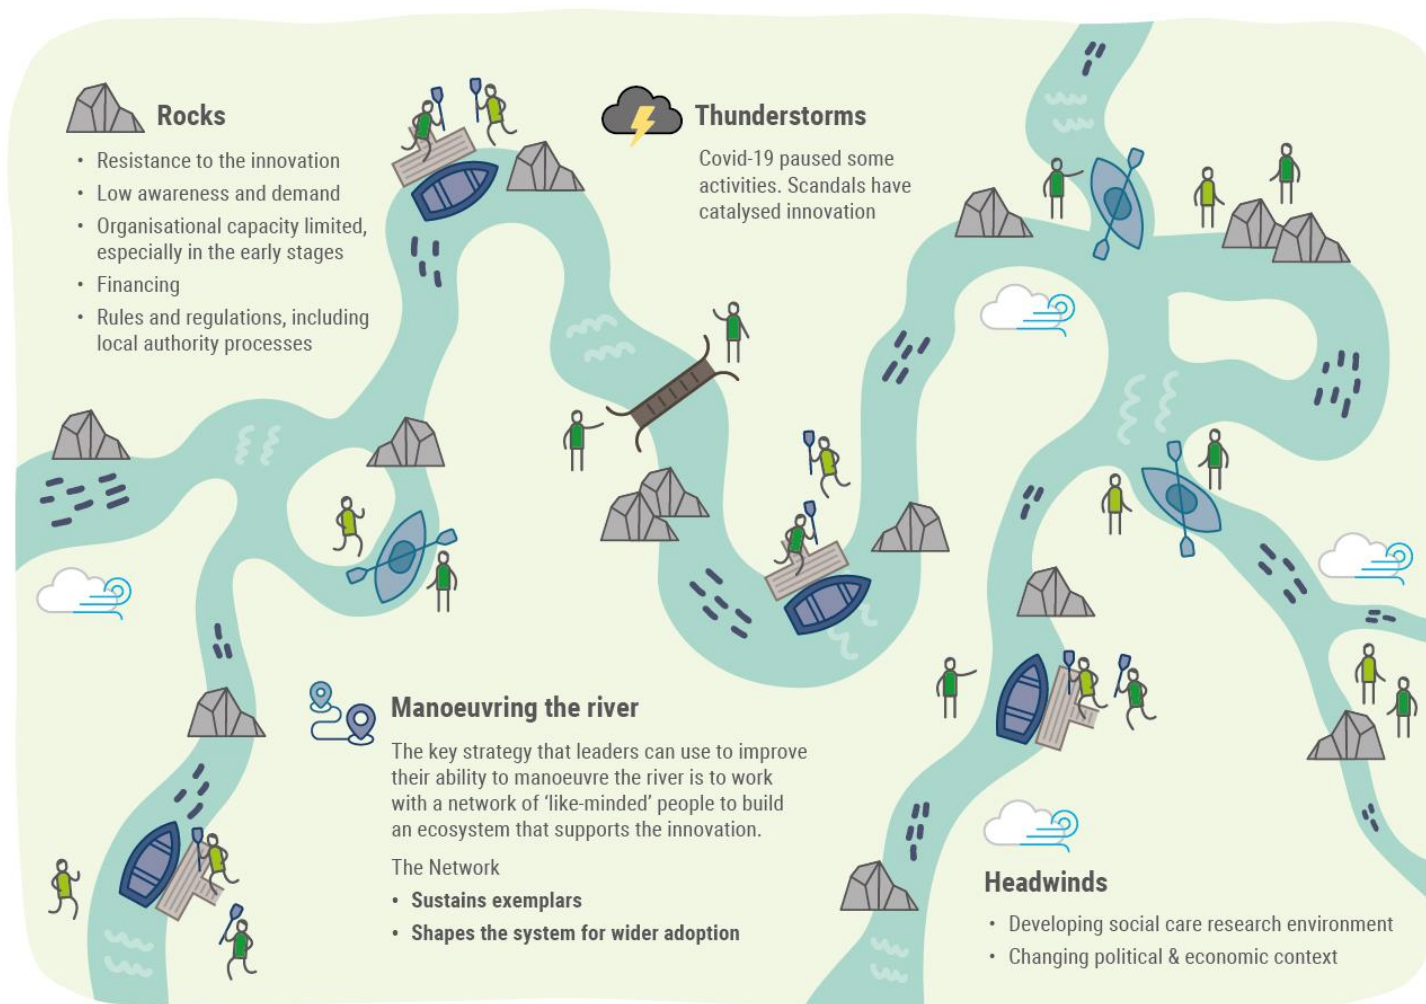 Rocks
• Resistance to the innovation
• Low awareness and demand
• Organisational capacity limited,
especially in the early stages
• Financing
• Rules and regulations, including
local authority processes
Thunderstorms
Covid-19 paused some
activities. Scandals have
catalysed innovation
Manoeuvring the river
The key strategy that leaders can use to improve
their ability to manoeuvre the river is to work
with a network of ‘like-minded’ people to build
an ecosystem that supports the innovation.
The Network
• Sustains exemplars
• Shapes the system for wider adoption
Headwinds
• Developing social care research environment
• Changing political & economic context